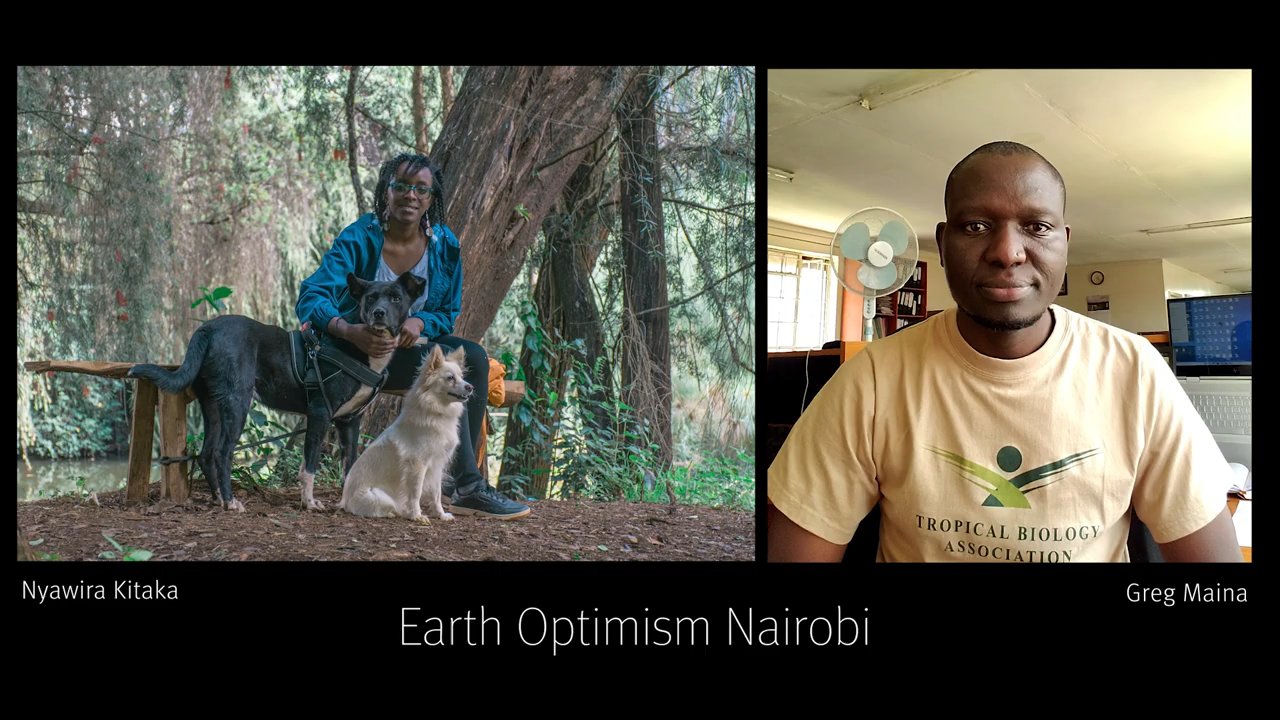 TROPICAL BIOLOGY
ASSOCIATION
Nyawira Kitaka
Greg Maina
Earth Optimism Nairobi